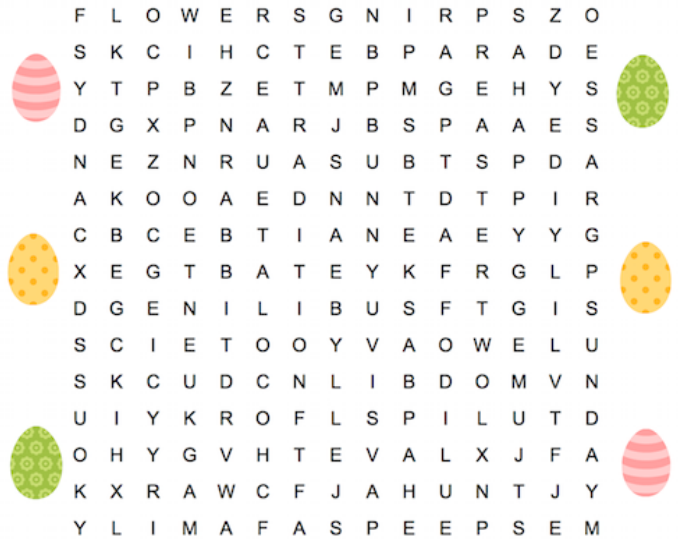 F L O W E R S G N I R P S Z O
S K C I H C T E B P A R A D E
Y T P B Z E T M P M G E H Y S
D G X P N A R J B S P A A E S
N E Z N R U A S U B T S P D A
A K O O A E D N N T D T P I R
C B C E B T I A N E A E Y Y G
X E G T B A T E Y K F R G L P
D G E N I L I B U S F T G I S
S C I E T O O Y V A O W E L U
S K C U D C N L I B D O M V N
U I Y K R O F L S P I L U T D
O H Y G V H T E V A L X J F A
K X R A W C F J A H U N T J Y
Y L I M A F A S P E E P S E M